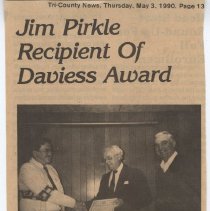 Tri-County News, Thursday, May 3, 1990. Page 13
Jim Pirkle
Recipient Of
Daviess Award